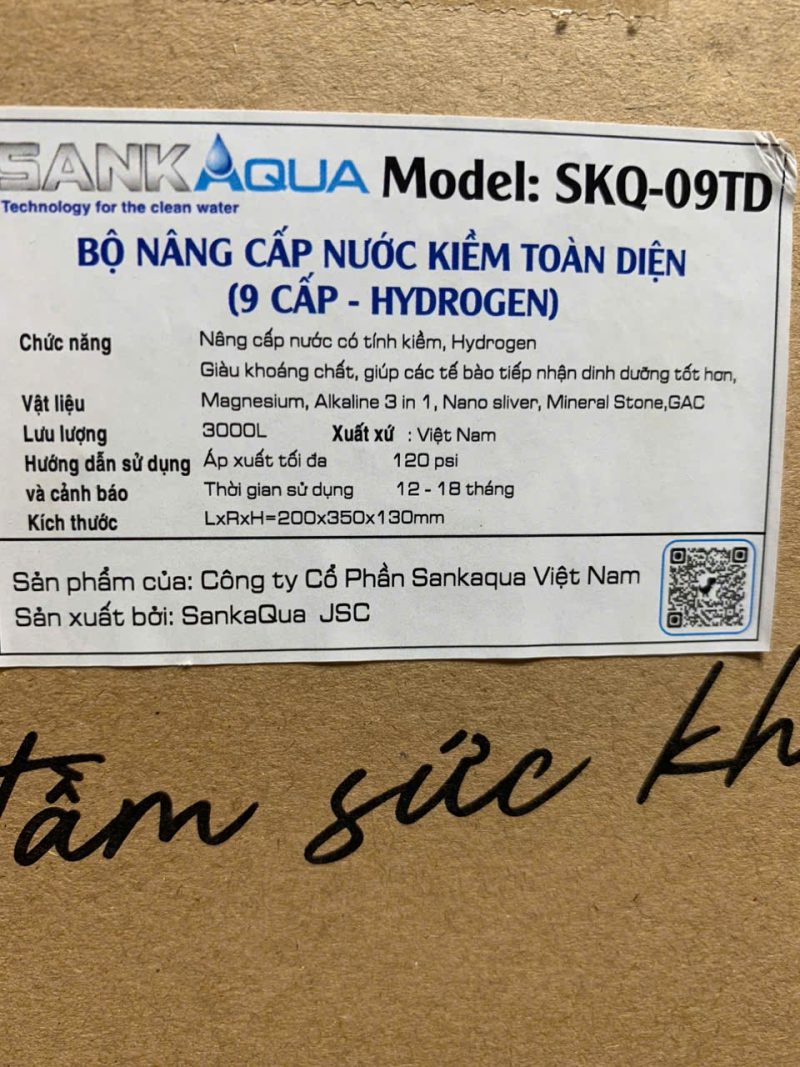 SANKAQUA Model: SKQ-09TD
Technology for the clean water
BỘ NÂNG CẤP NƯỚC KIỀM TOÀN DIỆN
(9 CẤP - HYDROGEN)
Chức năng Nâng cấp nước có tính kiềm, Hydrogen
Giàu khoáng chất, giúp các tế bào tiếp nhận dinh dưỡng tốt hơn,
Vật liệu Magnesium, Alkaline 3 in 1, Nano sliver, Mineral Stone,GAC
Lưu lượng 3000L Xuất xứ : Việt Nam
Hướng dẫn sử dụng Áp xuất tối đa 120 psi
và cảnh báo Thời gian sử dụng 12 - 18 tháng
Kích thước LxRxH=200x350x130mm
Sản phẩm của: Công ty Cổ Phần Sankaqua Việt Nam
Sản xuất bởi: SankaQua JSC
tầm sức kh